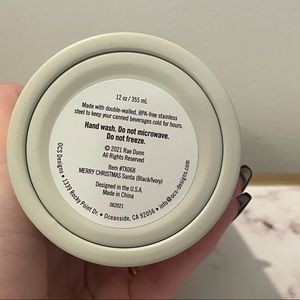 12 oz / 355 mL
Made with double-walled, BPA-free stainless
steel to keep your canned beverages cold for hours.
Hand wash. Do not microwave.
Do not freeze.
© 2021 Rae Dunn
All Rights Reserved
Item #TX068
MERRY CHRISTMAS Santa (Black/Ivory)
Designed in the U.S.A.
Made in China
062021
OCS Designs • 1335 Rocky Point Dr. • Oceanside, CA 92056 • info@ocs-designs.com